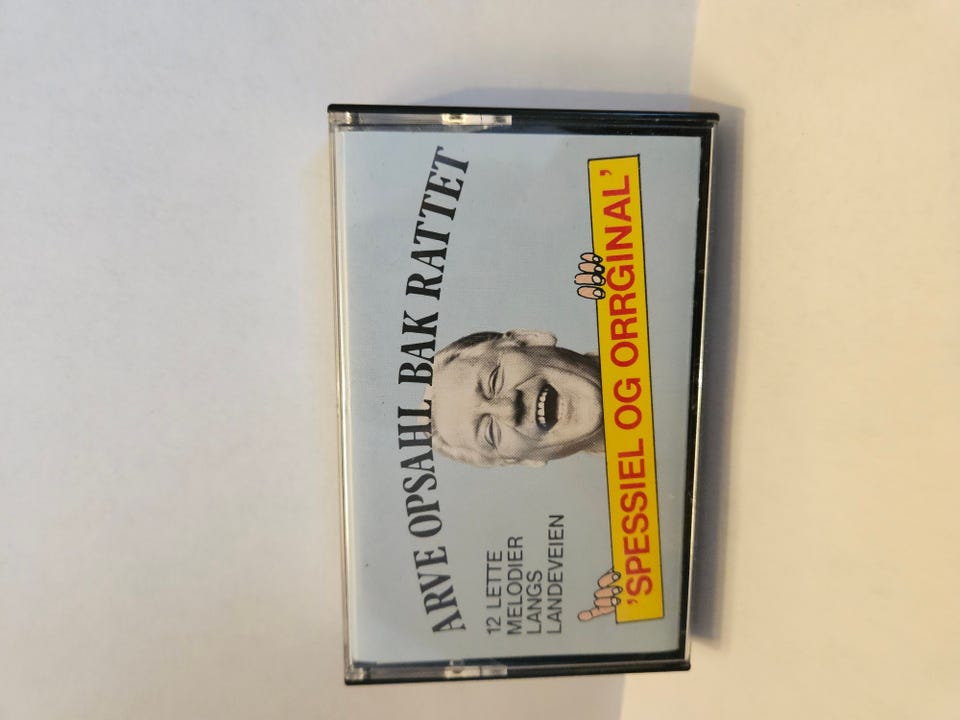 ARVE OPSAHL BAK RATTET
12 LETTE
MELODIER
LANGS
LANDEVEIEN
'SPESSIEL OG ORRGINAL'